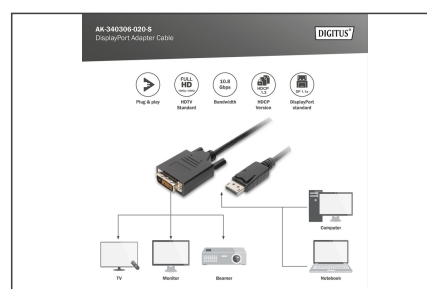 AK-340306-020-S
DisplayPort Adapter Cable
DIGITUS®
FULL
HD
10.8
Gbps
HDCP
1.3
DP 1.1a
Plug & play
HDTV
Standard
Bandwidth
HDCP
Version
DisplayPort
standard
Computer
TV
Monitor
Beamer
Notebook